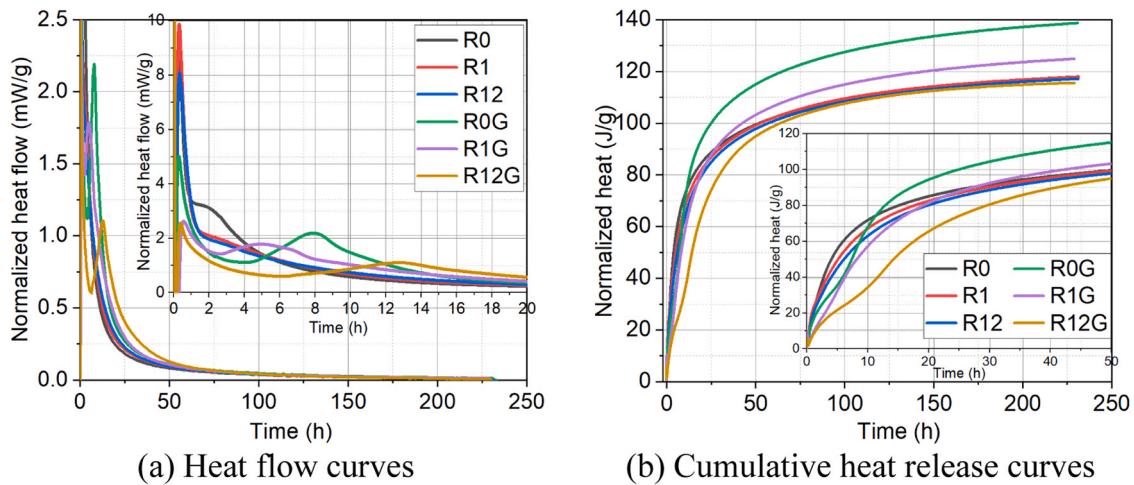 2.5
2.0
1.5
1.0
0.5
0.0
Normalized heat flow (mW/g)
0 25 50 100 150 200 250
Time (h)
10
8
6
4
2
0
Normalized heat flow (mW/g)
0 2 4 6 8 10 12 14 16 18 20
Time (h)
R0
R1
R12
R0G
R1G
R12G
(a) Heat flow curves
140
120
100
80
60
40
20
0
Normalized heat (J/g)
0 25 50 100 150 200 250
Time (h)
120
100
80
60
40
20
0
Normalized heat (J/g)
0 10 20 30 40 50
Time (h)
R0 R0G
R1 R1G
R12 R12G
(b) Cumulative heat release curves